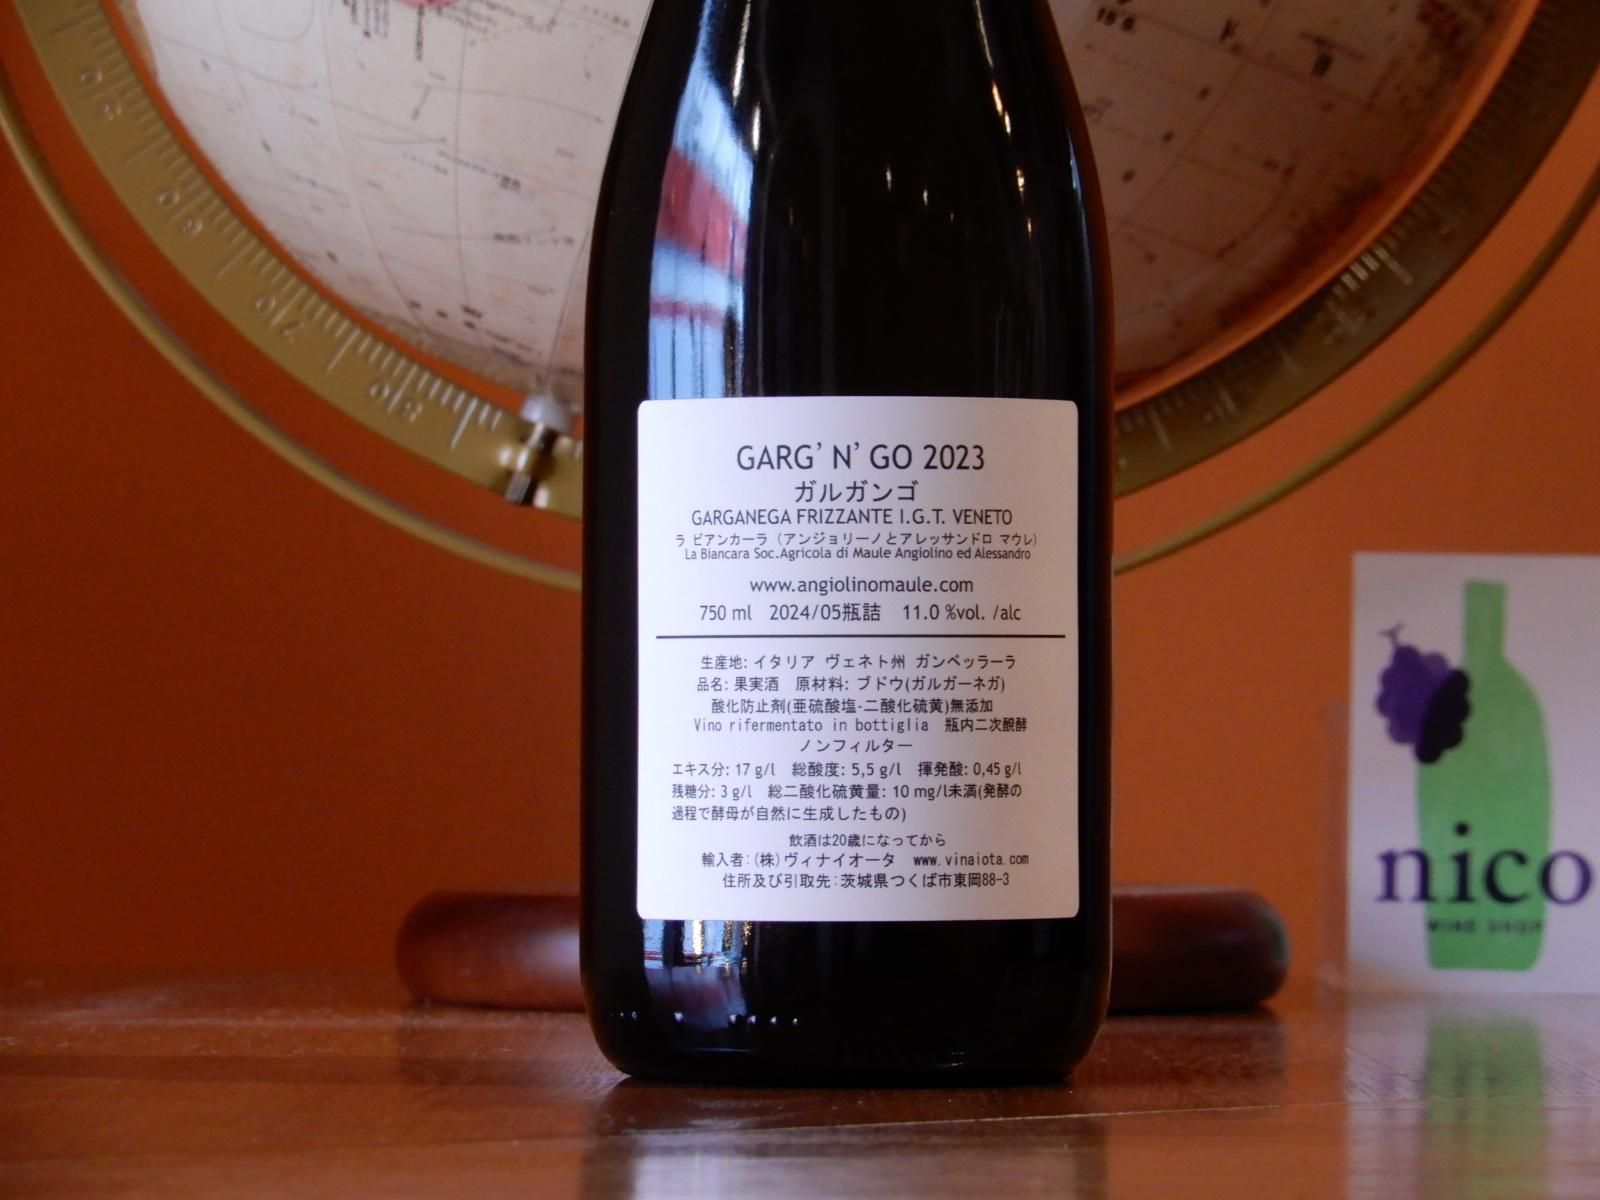 GARG' N' GO 2023
ガルガンゴ
GARGANEGA FRIZZANTE I.G.T. VENETO
ラ ビアンカーラ (アンジョリーノとアレッサンドロ マウレ)
La Biancara Soc.Agricola di Maule Angiolino ed Alessandro
www.angiolinomaule.com
750 ml 2024/05瓶詰 11.0 %vol. /alc
生産地: イタリア ヴェネト州 ガンベッラーラ
品名: 果実酒 原材料: ブドウ(ガルガーネガ)
酸化防止剤(亜硫酸塩-二酸化硫黄)無添加
Vino rifermentato in bottiglia 瓶内二次醗酵
ノンフィルター
エキス分: 17 g/l 総酸度: 5,5 g/l 揮発酸: 0,45 g/l
残糖分: 3 g/l 総二酸化硫黄量: 10 mg/l未満(発酵の
過程で酵母が自然に生成したもの)
飲酒は20歳になってから
輸入者:(株)ヴィナイオータ www.vinaiota.com
住所及び引取先:茨城県つくば市東岡88-3
nico
WINE SHOP